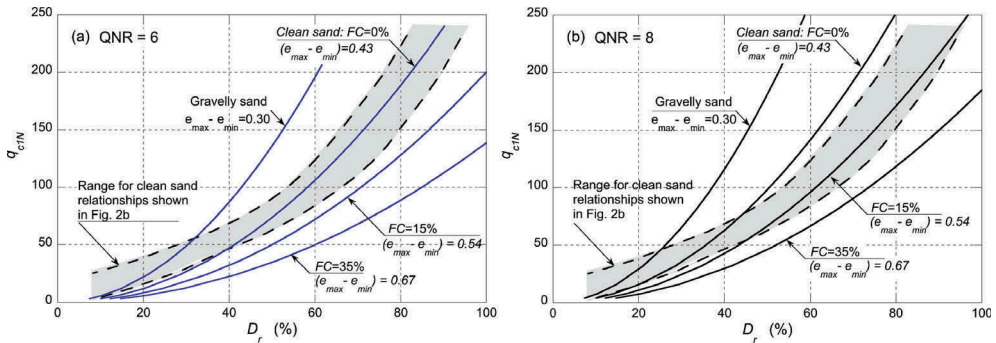 (a) QNR = 6
Clean sand: FC=0%
(e_max - e_min)=0.43
Gravelly sand
e_max - e_min=0.30
Range for clean sand
relationships shown
in Fig. 2b
FC=15%
(e_max - e_min) = 0.54
FC=35%
(e_max - e_min) = 0.67
q_c1N
250
200
150
100
50
0
0
20
40
60
80
100
D_r (%)
(b) QNR = 8
Clean sand: FC=0%
(e_max - e_min)=0.43
Gravelly sand
e_max - e_min=0.30
Range for clean sand
relationships shown
in Fig. 2b
FC=15%
(e_max - e_min) = 0.54
FC=35%
(e_max - e_min) = 0.67
q_c1N
250
200
150
100
50
0
0
20
40
60
80
100
D_r (%)